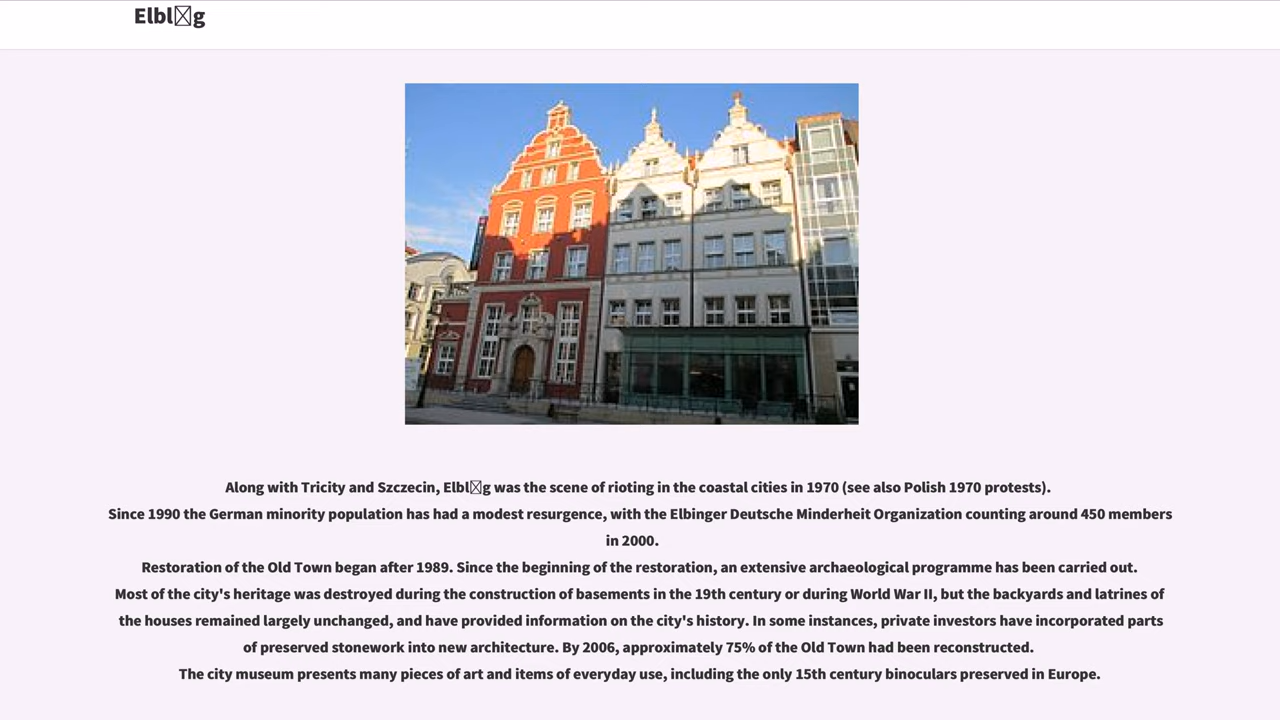 Elbl�g
Along with Tricity and Szczecin, Elbl�g was the scene of rioting in the coastal cities in 1970 (see also Polish 1970 protests).
Since 1990 the German minority population has had a modest resurgence, with the Elbinger Deutsche Minderheit Organization counting around 450 members
in 2000.
Restoration of the Old Town began after 1989. Since the beginning of the restoration, an extensive archaeological programme has been carried out.
Most of the city's heritage was destroyed during the construction of basements in the 19th century or during World War II, but the backyards and latrines of
the houses remained largely unchanged, and have provided information on the city's history. In some instances, private investors have incorporated parts
of preserved stonework into new architecture. By 2006, approximately 75% of the Old Town had been reconstructed.
The city museum presents many pieces of art and items of everyday use, including the only 15th century binoculars preserved in Europe.